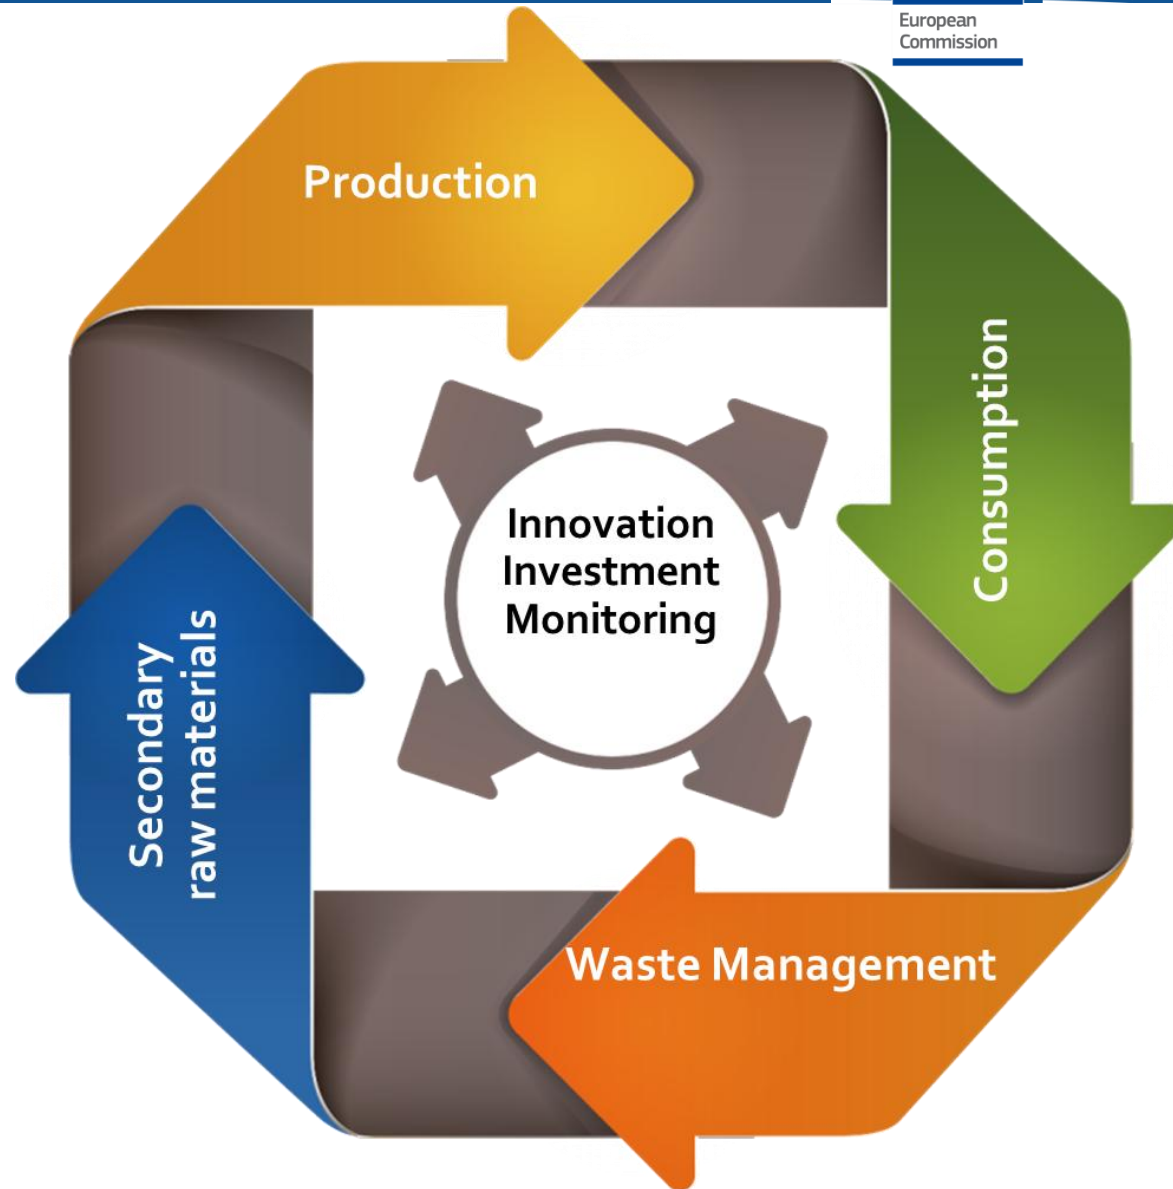 European
Commission
Production
Consumption
Innovation
Investment
Monitoring
Secondary
raw materials
Waste Management